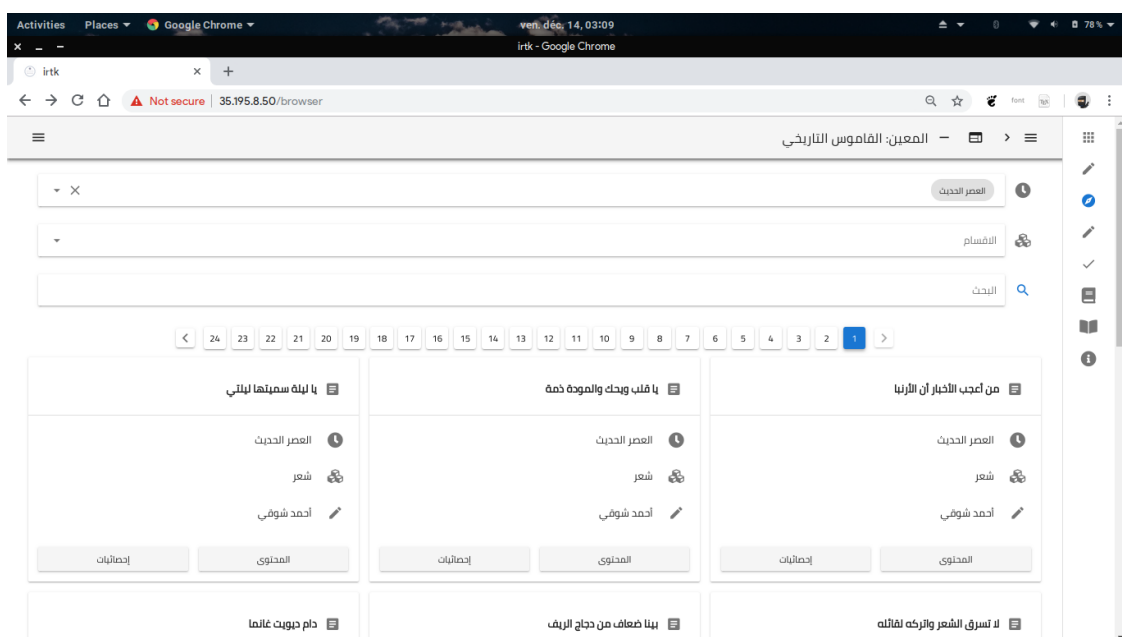 Activities Places Google Chrome ven. déc. 14, 03:09 78 %
irtk - Google Chrome
irtk
Not secure 35.195.8.50/browser font
المعين: القاموس التاريخي
العصر الحديث
الاقسام
البحث
1 2 3 4 5 6 7 8 9 10 11 12 13 14 15 16 17 18 19 20 21 22 23 24
من أعجب الأخبار أن الأرنبا
يا قلب ويحك والمودة ذمة
يا ليلة سميتها ليلتي
العصر الحديث
العصر الحديث
العصر الحديث
شعر
شعر
شعر
أحمد شوقي
أحمد شوقي
أحمد شوقي
المحتوى إحصائيات
المحتوى إحصائيات
المحتوى إحصائيات
لا تسرق الشعر واتركه لقائله
بينا ضعاف من دجاج الريف
دام ديويت غانما